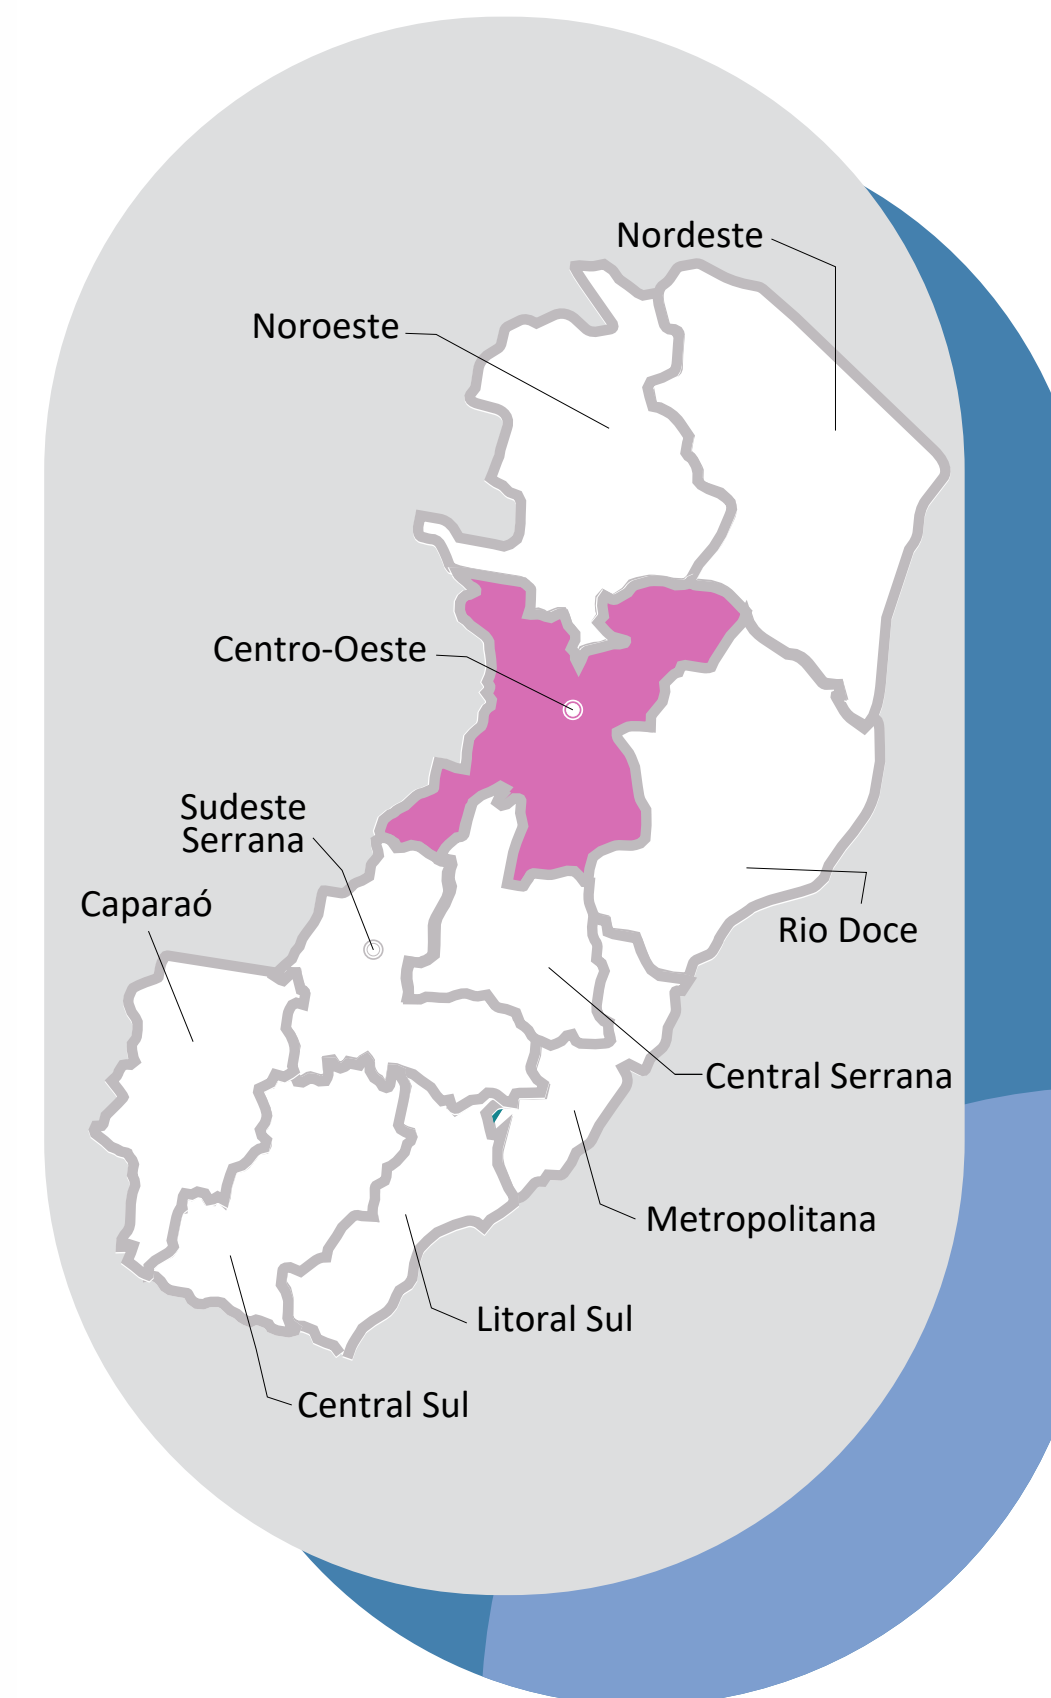 Nordeste
Noroeste
Centro-Oeste
Sudeste
Serrana
Caparaó
Rio Doce
Central Serrana
Metropolitana
Litoral Sul
Central Sul